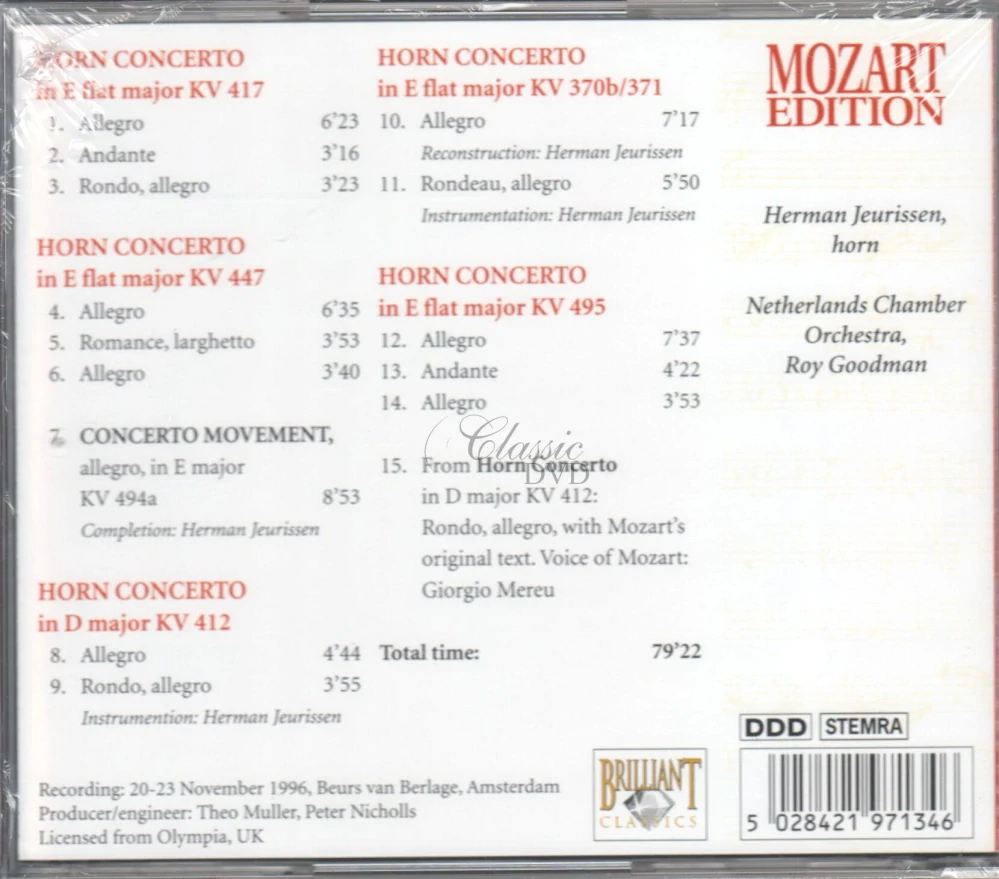 HORN CONCERTO
in E flat major KV 417
1. Allegro 6'23
2. Andante 3'16
3. Rondo, allegro 3'23
HORN CONCERTO
in E flat major KV 447
4. Allegro 6'35
5. Romance, larghetto 3'53
6. Allegro 3'40
7. CONCERTO MOVEMENT,
allegro, in E major
KV 494a 8'53
Completion: Herman Jeurissen
HORN CONCERTO
in D major KV 412
8. Allegro 4'44
9. Rondo, allegro 3'55
Instrumention: Herman Jeurissen
HORN CONCERTO
in E flat major KV 370b/371
10. Allegro 7'17
Reconstruction: Herman Jeurissen
11. Rondeau, allegro 5'50
Instrumentation: Herman Jeurissen
HORN CONCERTO
in E flat major KV 495
12. Allegro 7'37
13. Andante 4'22
14. Allegro 3'53
Classic
DVD
15. From Horn Concerto
in D major KV 412:
Rondo, allegro, with Mozart's
original text. Voice of Mozart:
Giorgio Mereu
Total time: 79'22
MOZART
EDITION
Herman Jeurissen,
horn
Netherlands Chamber
Orchestra,
Roy Goodman
Recording: 20-23 November 1996, Beurs van Berlage, Amsterdam
Producer/engineer: Theo Muller, Peter Nicholls
Licensed from Olympia, UK
BRILLIANT
CLASSICS
DDD STEMRA
5 028421 971346